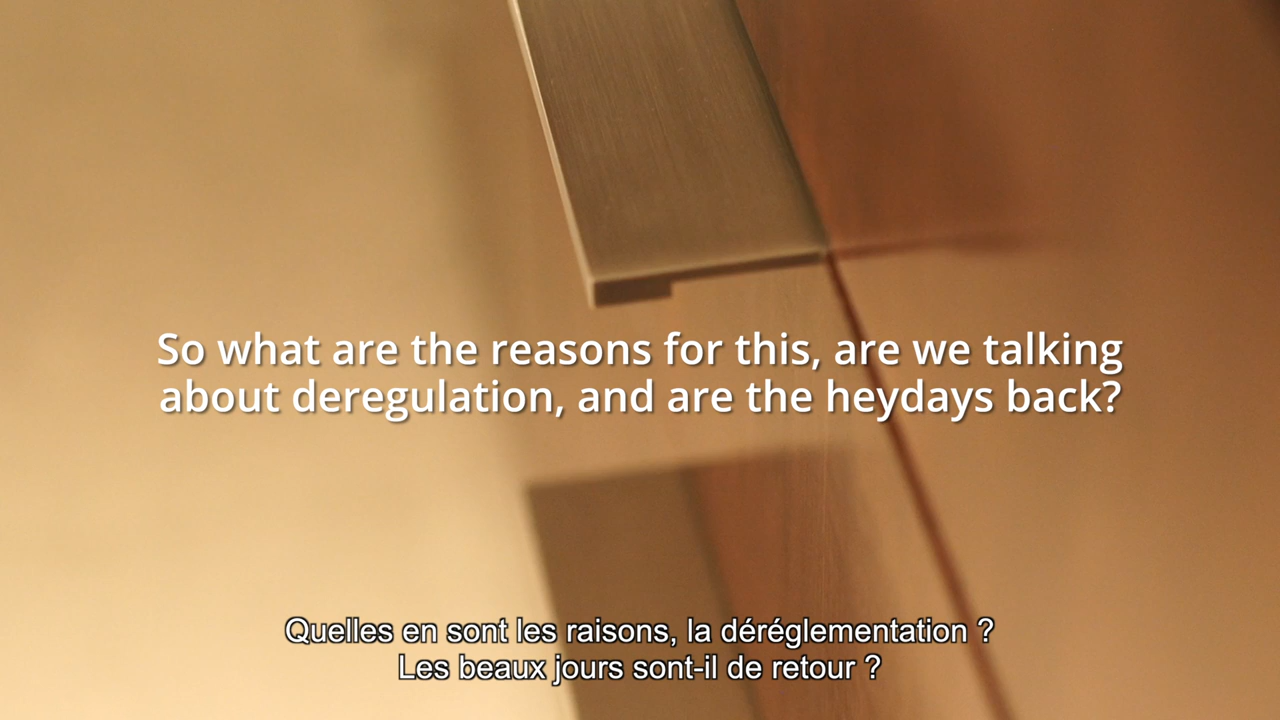 So what are the reasons for this, are we talking
about deregulation, and are the heydays back?
Quelles en sont les raisons, la déréglementation ?
Les beaux jours sont-il de retour ?